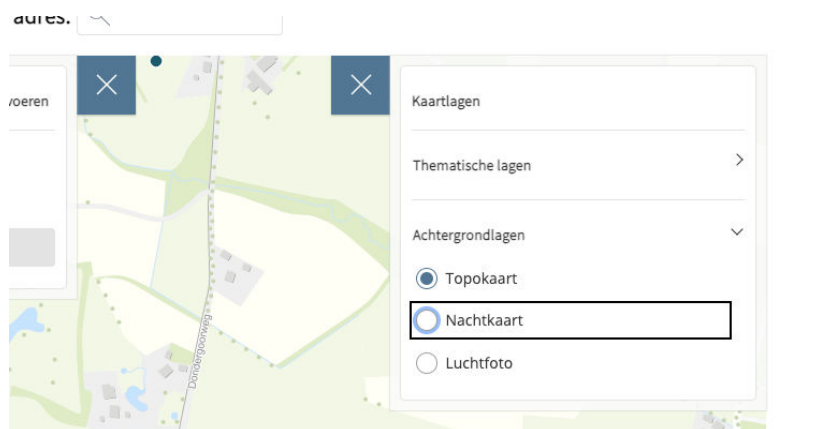 adres:
voeren
Kaartlagen
Thematische lagen
Achtergrondlagen
Topokaart
Nachtkaart
Luchtfoto
Dondergoorweg